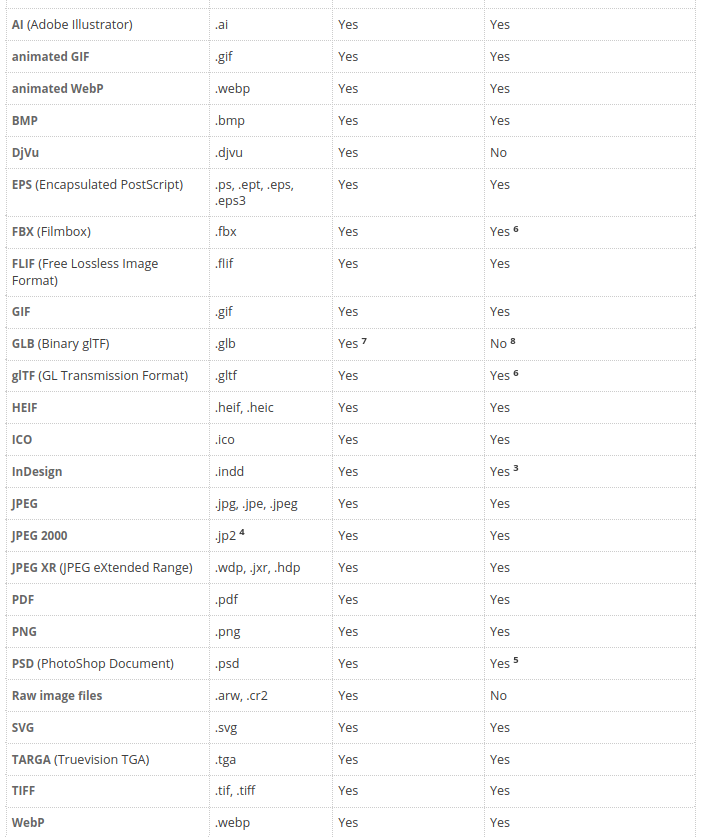 AI (Adobe Illustrator) .ai Yes Yes
animated GIF .gif Yes Yes
animated WebP .webp Yes Yes
BMP .bmp Yes Yes
DjVu .djvu Yes No
EPS (Encapsulated PostScript) .ps, .ept, .eps, Yes Yes
.eps3
FBX (Filmbox) .fbx Yes Yes 6
FLIF (Free Lossless Image .flif Yes Yes
Format)
GIF .gif Yes Yes
GLB (Binary glTF) .glb Yes 7 No 8
glTF (GL Transmission Format) .gltf Yes Yes 6
HEIF .heif, .heic Yes Yes
ICO .ico Yes Yes
InDesign .indd Yes Yes 3
JPEG .jpg, .jpe, .jpeg Yes Yes
JPEG 2000 .jp2 4 Yes Yes
JPEG XR (JPEG eXtended Range) .wdp, .jxr, .hdp Yes Yes
PDF .pdf Yes Yes
PNG .png Yes Yes
PSD (PhotoShop Document) .psd Yes Yes 5
Raw image files .arw, .cr2 Yes No
SVG .svg Yes Yes
TARGA (Truevision TGA) .tga Yes Yes
TIFF .tif, .tiff Yes Yes
WebP .webp Yes Yes